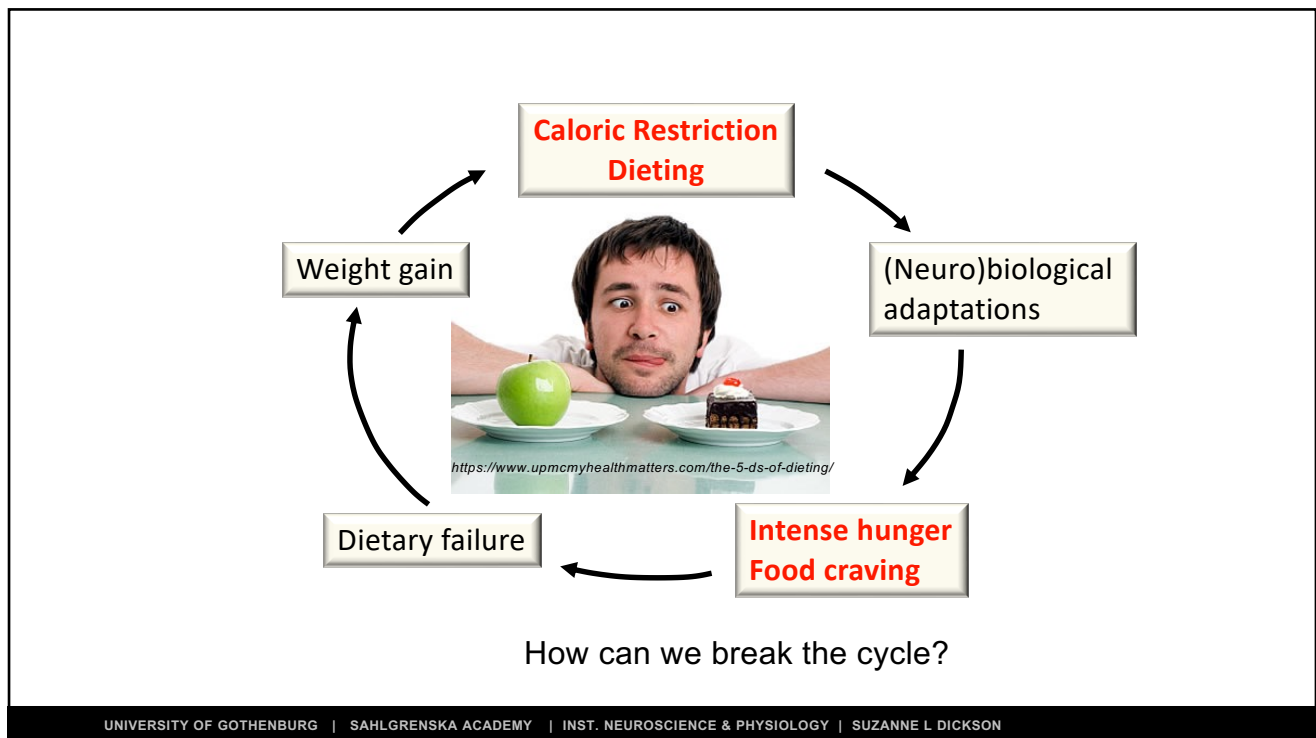 Caloric Restriction
Dieting
(Neuro)biological
adaptations
Intense hunger
Food craving
Dietary failure
Weight gain
https://www.upmcmyhealthmatters.com/the-5-ds-of-dieting/
How can we break the cycle?
UNIVERSITY OF GOTHENBURG | SAHLGRENSKA ACADEMY | INST. NEUROSCIENCE & PHYSIOLOGY | SUZANNE L DICKSON